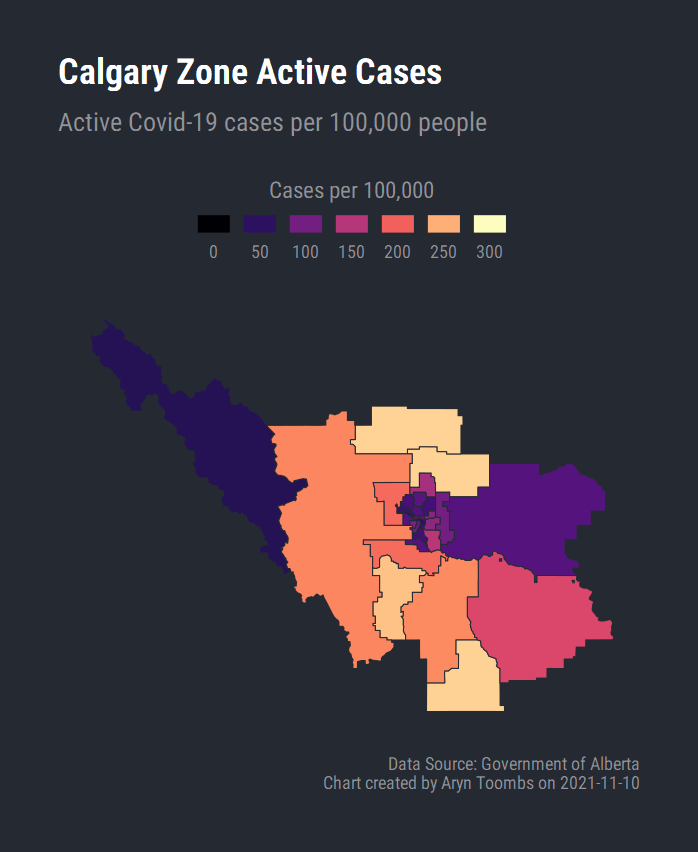 Calgary Zone Active Cases
Active Covid-19 cases per 100,000 people
Cases per 100,000
0 50 100 150 200 250 300
Data Source: Government of Alberta
Chart created by Aryn Toombs on 2021-11-10